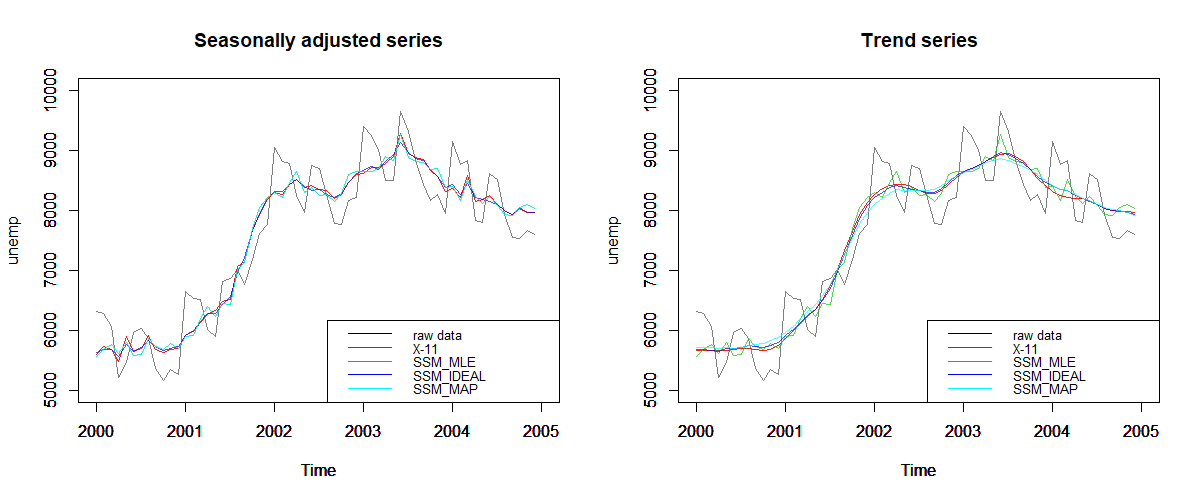 Seasonally adjusted series
unemp
10000
9000
8000
7000
6000
5000
raw data
X-11
SSM_MLE
SSM_IDEAL
SSM_MAP
2000 2001 2002 2003 2004 2005
Time
Trend series
unemp
10000
9000
8000
7000
6000
5000
raw data
X-11
SSM_MLE
SSM_IDEAL
SSM_MAP
2000 2001 2002 2003 2004 2005
Time